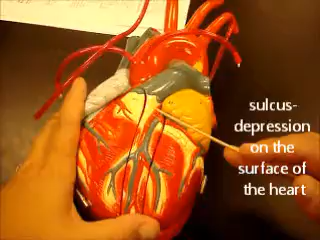 sulcus-
depression
on the
surface of
the heart